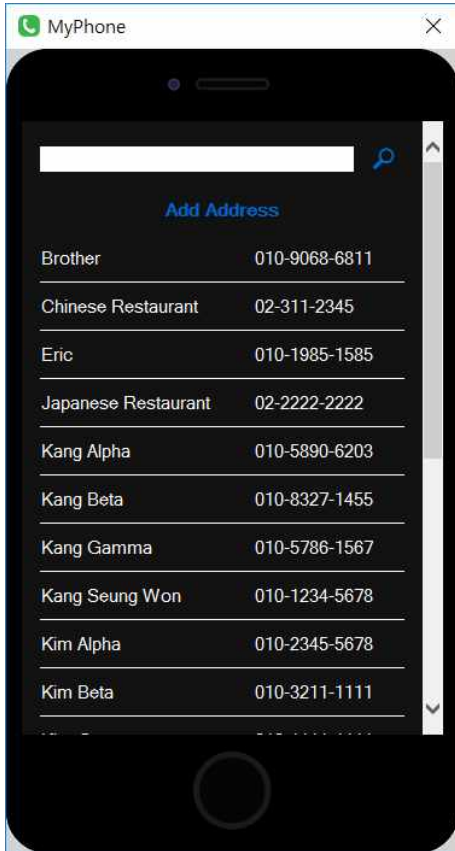 MyPhone
Add Address
Brother 010-9068-6811
Chinese Restaurant 02-311-2345
Eric 010-1985-1585
Japanese Restaurant 02-2222-2222
Kang Alpha 010-5890-6203
Kang Beta 010-8327-1455
Kang Gamma 010-5786-1567
Kang Seung Won 010-1234-5678
Kim Alpha 010-2345-5678
Kim Beta 010-3211-1111